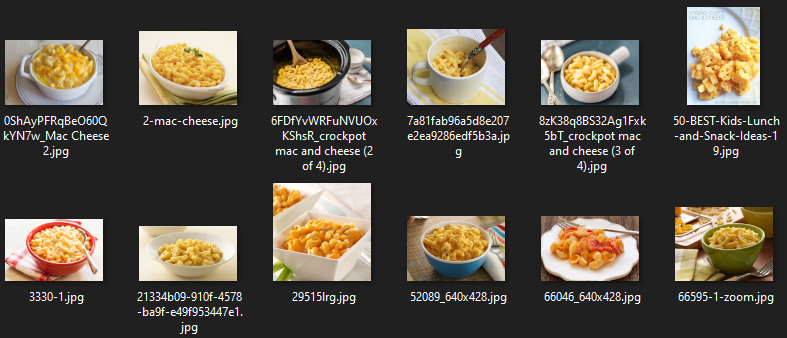 MAC & CHEESE
0ShAyPFRqBeO60Q
kYN7w_Mac Cheese
2.jpg
2-mac-cheese.jpg
6FDfYvWRFuNVUOx
KShsR_crockpot
mac and cheese (2
of 4).jpg
7a81fab96a5d8e207
e2ea9286edf5b3a.jp
g
8zK38q8BS32Ag1Fxk
5bT_crockpot mac
and cheese (3 of
4).jpg
50-BEST-Kids-Lunch
-and-Snack-Ideas-1
9.jpg
3330-1.jpg
21334b09-910f-4578
-ba9f-e49f953447e1.
jpg
29515lrg.jpg
52089_640x428.jpg
66046_640x428.jpg
66595-1-zoom.jpg